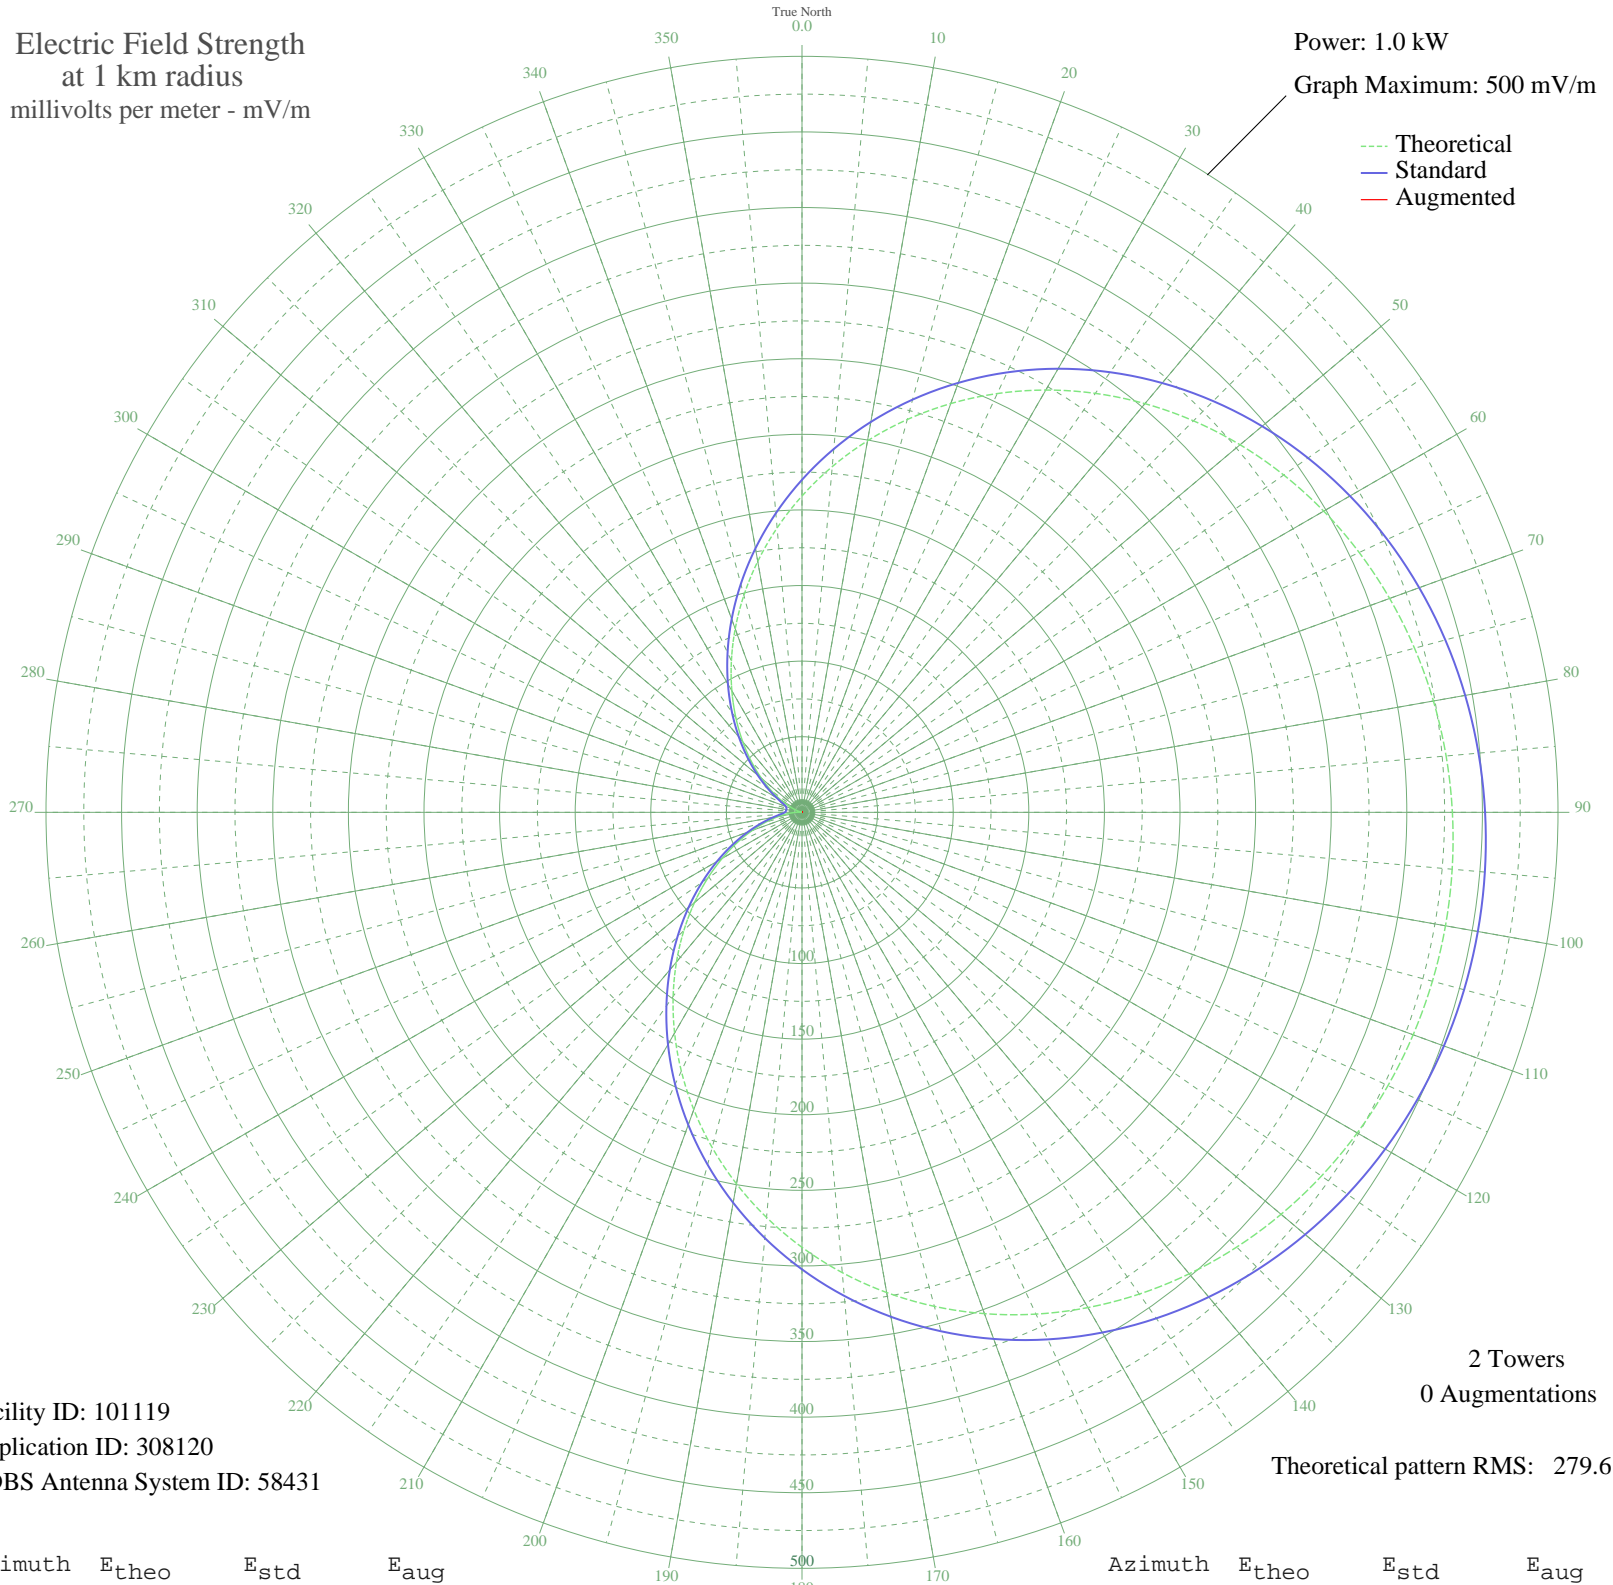 True North
0.0
Electric Field Strength
at 1 km radius
millivolts per meter - mV/m
Power: 1.0 kW
Graph Maximum: 500 mV/m
Theoretical
Standard
Augmented
350
10
340
20
330
30
320
40
310
50
300
60
290
70
280
80
270
90
260
100
250
110
240
120
230
130
220
140
210
150
200
160
190
170
100
150
200
250
300
350
400
450
500
2 Towers
0 Augmentations
cility ID: 101119
plication ID: 308120
DBS Antenna System ID: 58431
Theoretical pattern RMS: 279.6
imuth Etheo Estd Eaug
Azimuth Etheo Estd Eaug